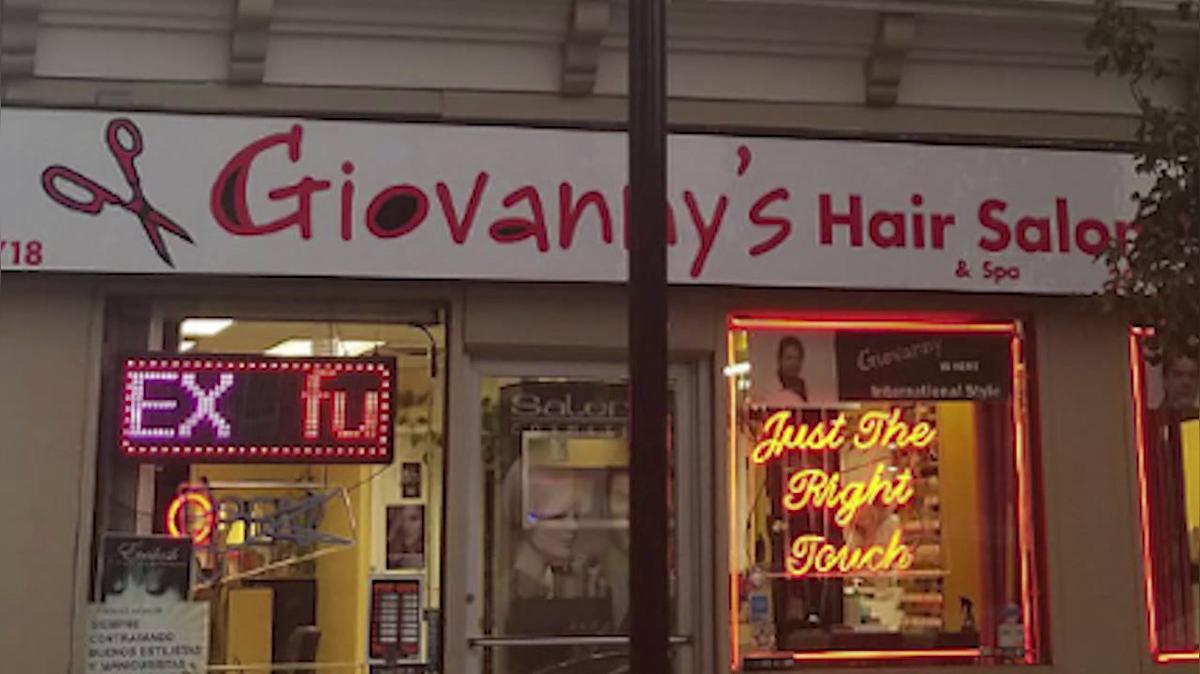 Giovanny's Hair Salon
& Spa
/18
EX fu
Salon
Giovanny
International Style
Just The
Right
Touch
SIEMPRE
CONTRATANDO
BUENOS ESTILISTAS
Y MANICURISTAS